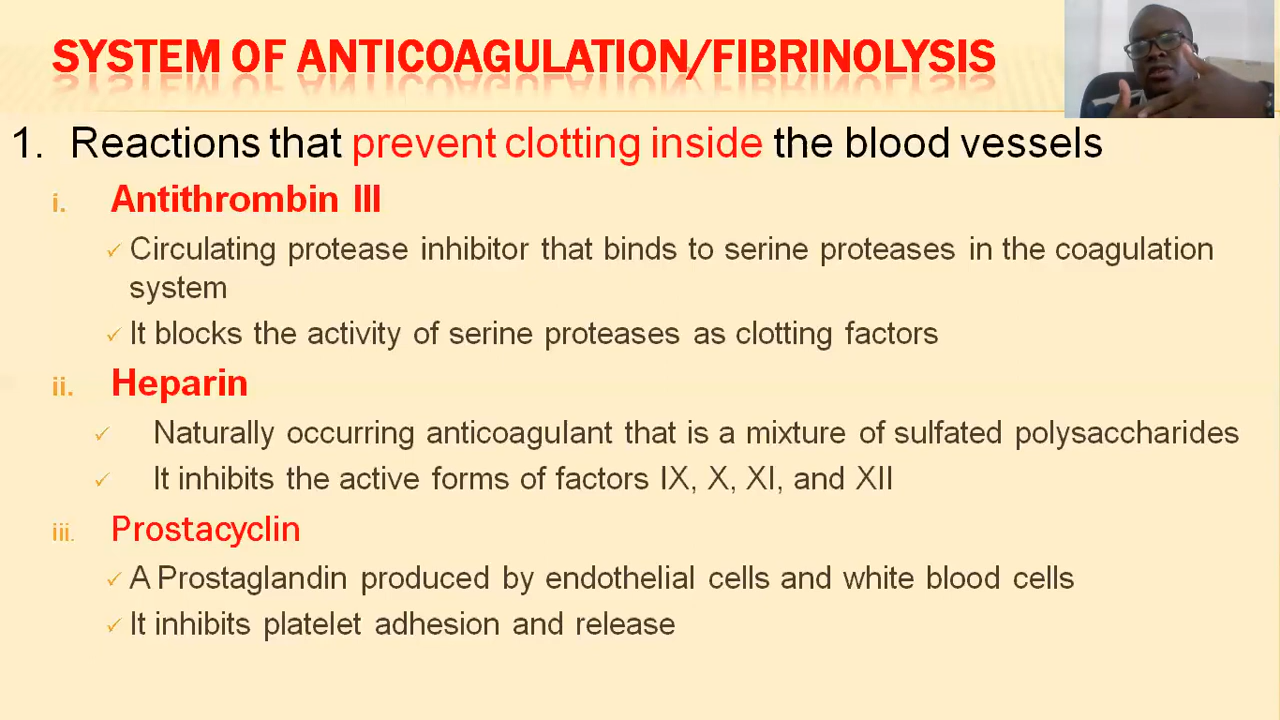 SYSTEM OF ANTICOAGULATION/FIBRINOLYSIS
1. Reactions that prevent clotting inside the blood vessels
i. Antithrombin III
✓ Circulating protease inhibitor that binds to serine proteases in the coagulation
system
✓ It blocks the activity of serine proteases as clotting factors
ii. Heparin
✓ Naturally occurring anticoagulant that is a mixture of sulfated polysaccharides
✓ It inhibits the active forms of factors IX, X, XI, and XII
iii. Prostacyclin
✓ A Prostaglandin produced by endothelial cells and white blood cells
✓ It inhibits platelet adhesion and release